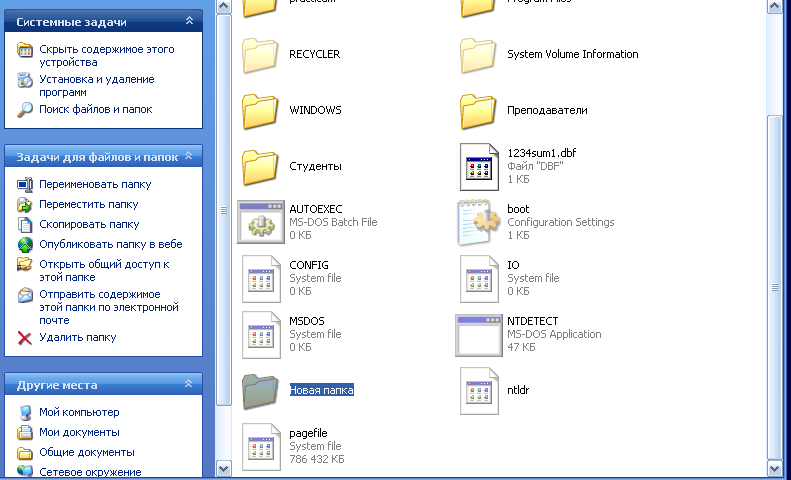 Системные задачи
Скрыть содержимое этого
устройства
Установка и удаление
программ
Поиск файлов и папок
Задачи для файлов и папок
Переименовать папку
Переместить папку
Скопировать папку
Опубликовать папку в вебе
Открыть общий доступ к
этой папке
Отправить содержимое
этой папки по электронной
почте
Удалить папку
Другие места
Мой компьютер
Мои документы
Общие документы
Сетевое окружение
RECYCLER
System Volume Information
WINDOWS
Преподаватели
Студенты
1234sum1.dbf
Файл "DBF"
1 КБ
AUTOEXEC
MS-DOS Batch File
0 КБ
boot
Configuration Settings
1 КБ
CONFIG
System file
0 КБ
IO
System file
0 КБ
MSDOS
System file
0 КБ
NTDETECT
MS-DOS Application
47 КБ
Новая папка
ntldr
pagefile
System file
786 432 КБ